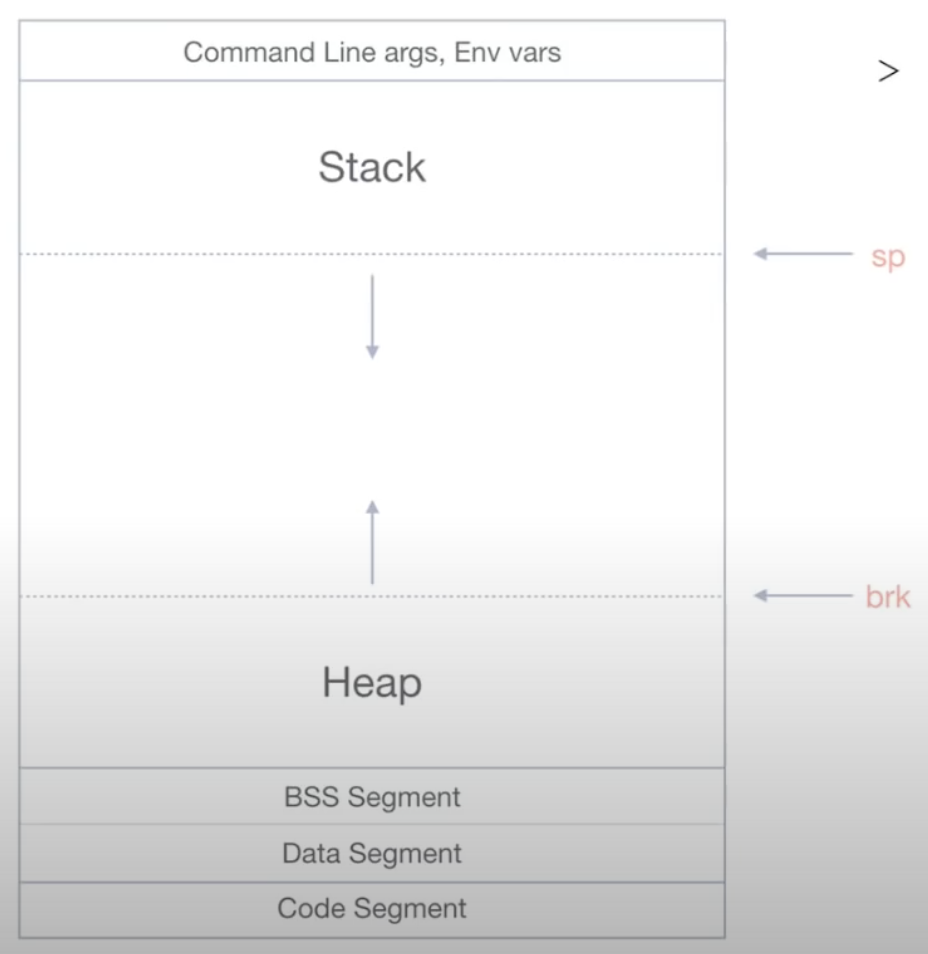 Command Line args, Env vars
>
Stack
sp
brk
Heap
BSS Segment
Data Segment
Code Segment